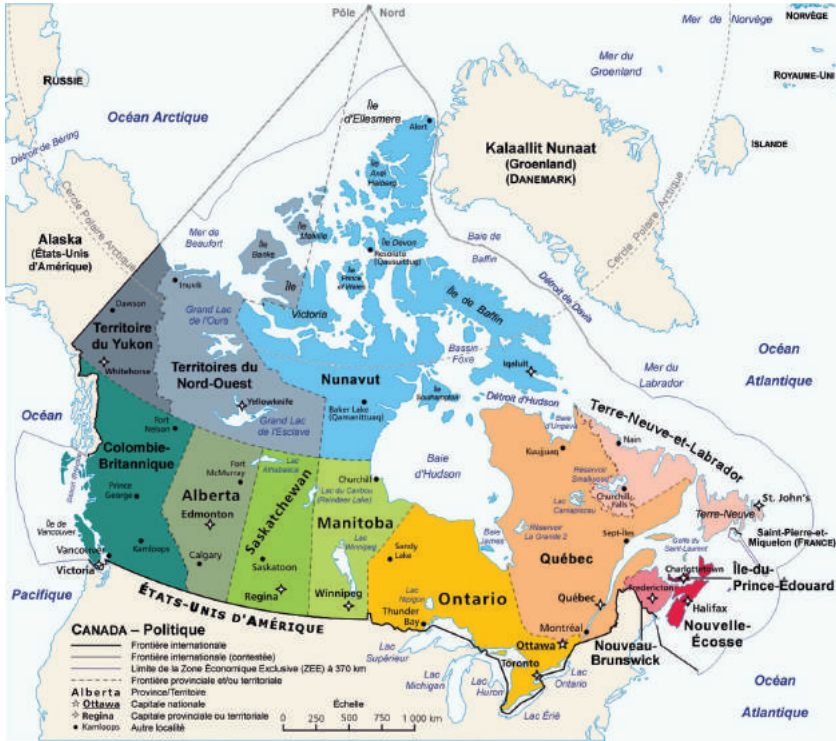 Pôle Nord
Mer de Norvège
NORVÈGE
Mer du
Groenland
ROYAUME-UNI
RUSSIE
Océan Arctique
Île
d'Ellesmere
Alert
Kalaallit Nunaat
(Groenland)
(DANEMARK)
ISLANDE
Détroit de Béring
Cercle Polaire Arctique
Cercle Polaire Arctique
Île
Axel
Heiberg
Alaska
(États-Unis
d'Amérique)
Mer de
Beaufort
Île
Melville
Île
Banks
Île Devon
Resolute
(Qausuittuq)
Baie de
Baffin
Île
Prince
of Wales
Île
Victoria
Inuvik
Île de Baffin
Détroit de Davis
Dawson
Grand Lac
de l'Ours
Territoire
du Yukon
Whitehorse
Territoires du
Nord-Ouest
Bassin
Foxe
Iqaluit
Nunavut
Mer du
Labrador
Océan
Atlantique
Yellowknife
Grand Lac
de l'Esclave
Baker Lake
(Qamanittuaq)
Île
Southampton
Détroit d'Hudson
Océan
Pacifique
Fort
Nelson
Colombie-
Britannique
Baie
d'Ungava
Terre-Neuve-et-Labrador
Kuujjuaq
Nain
Baie
d'Hudson
Lac
Athabasca
Fort
McMurray
Churchill
Lac du Caribou
(Reindeer Lake)
Prince
George
Alberta
Edmonton
Saskatchewan
Manitoba
Réservoir
Smallwood
Churchill
Falls
Lac
Caniapiscau
St. John's
Terre-Neuve
Saint-Pierre-et-
Miquelon (FRANCE)
Île de
Vancouver
Vancouver
Victoria
Kamloops
Calgary
Saskatoon
Regina
Lac
Winnipeg
Winnipeg
Sandy
Lake
Baie
James
Réservoir
La Grande 2
Sept-Îles
Golfe du
Saint-Laurent
Québec
Charlottetown
Île-du-
Prince-Édouard
Fredericton
Halifax
Nouvelle-
Écosse
Nouveau-
Brunswick
Québec
Montréal
Ontario
Lac
Nipigon
Thunder
Bay
Ottawa
Toronto
ÉTATS-UNIS D'AMÉRIQUE
Lac
Supérieur
Lac
Michigan
Lac
Huron
Lac
Ontario
Lac Érié
Océan
Atlantique
CANADA – Politique
Frontière internationale
Frontière internationale (contestée)
Limite de la Zone Économique Exclusive (ZEE) à 370 km
Frontière provinciale et/ou territoriale
Alberta Province/Territoire
Ottawa Capitale nationale
Regina Capitale provinciale ou territoriale
Kamloops Autre localité
Échelle
0 250 500 1 000 km